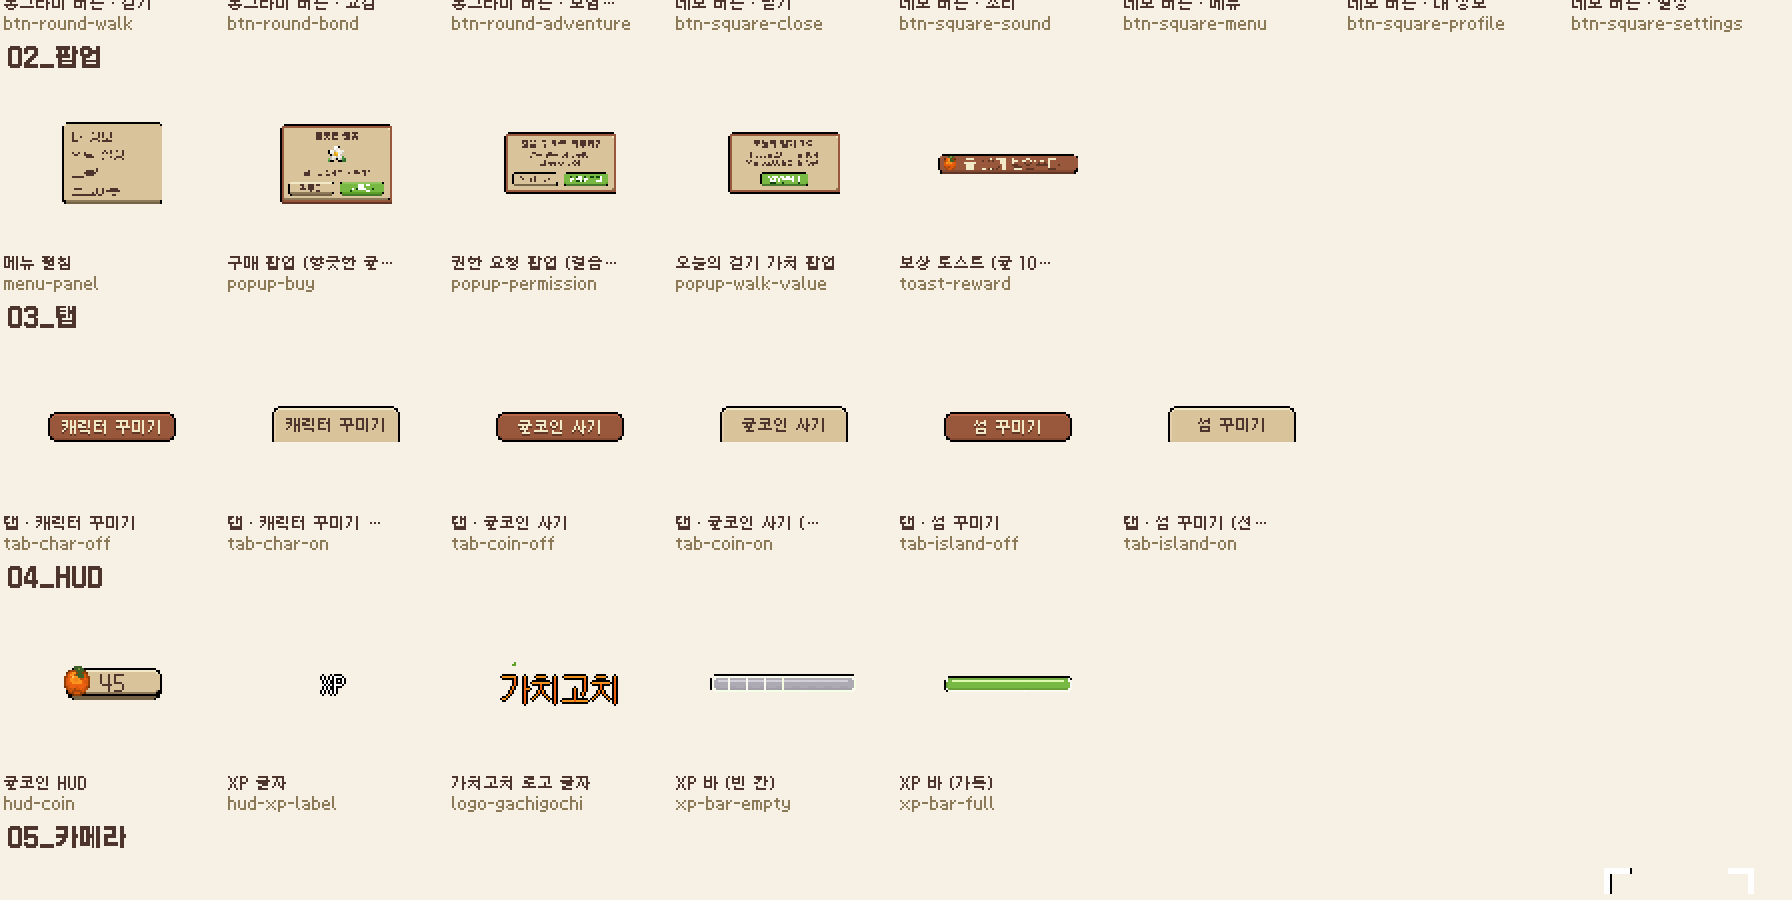 btn-round-walk
btn-round-bond
btn-round-adventure
btn-square-close
btn-square-sound
btn-square-menu
btn-square-profile
btn-square-settings
02_팝업
메뉴 펼침
구매 팝업 (향긋한 귤…
권한 요청 팝업 (걸음…
오늘의 걷기 가치 팝업
보상 토스트 (귤 10…
menu-panel
popup-buy
popup-permission
popup-walk-value
toast-reward
03_탭
캐릭터 꾸미기
캐릭터 꾸미기
귤코인 사기
귤코인 사기
섬 꾸미기
섬 꾸미기
탭 · 캐릭터 꾸미기
탭 · 캐릭터 꾸미기 …
탭 · 귤코인 사기
탭 · 귤코인 사기 (…
탭 · 섬 꾸미기
탭 · 섬 꾸미기 (선…
tab-char-off
tab-char-on
tab-coin-off
tab-coin-on
tab-island-off
tab-island-on
04_HUD
45
XP
가치고치
귤코인 HUD
XP 글자
가치고치 로고 글자
XP 바 (빈 칸)
XP 바 (가득)
hud-coin
hud-xp-label
logo-gachigochi
xp-bar-empty
xp-bar-full
05_카메라